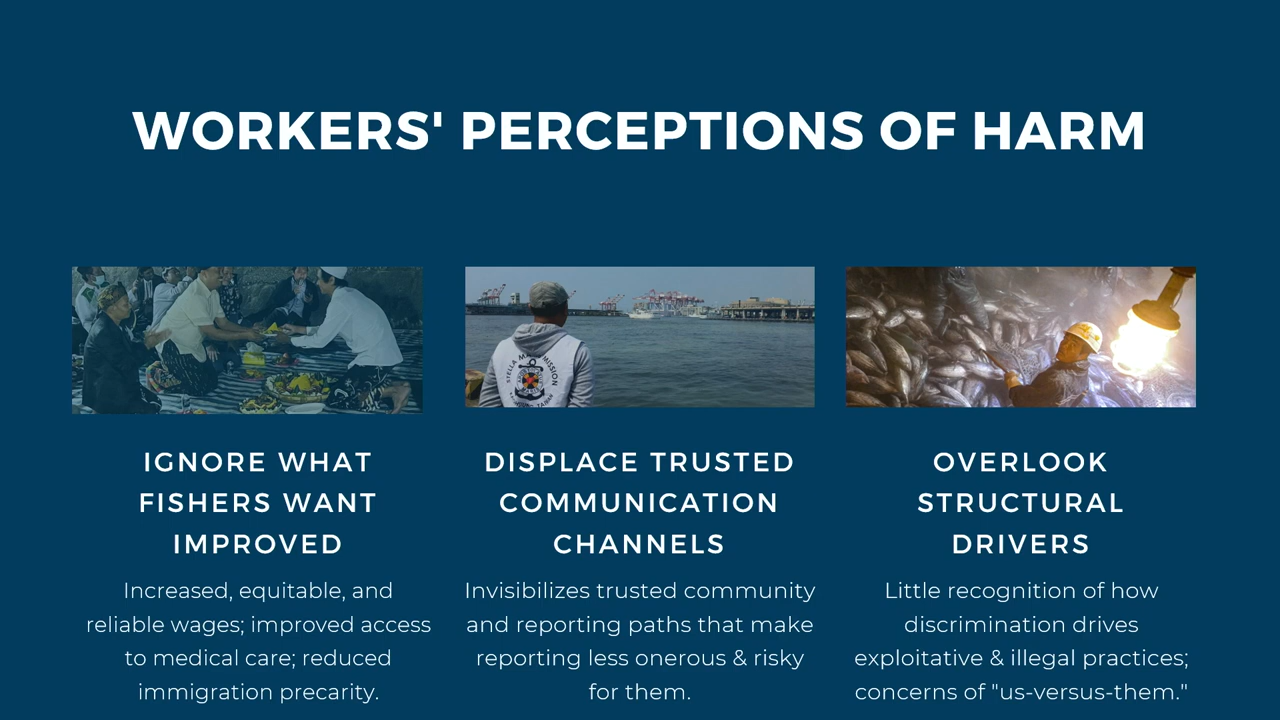 WORKERS' PERCEPTIONS OF HARM
IGNORE WHAT
FISHERS WANT
IMPROVED
Increased, equitable, and
reliable wages; improved access
to medical care; reduced
immigration precarity.
STELLA MARIS MISSION
DISPLACE TRUSTED
COMMUNICATION
CHANNELS
Invisibilizes trusted community
and reporting paths that make
reporting less onerous & risky
for them.
OVERLOOK
STRUCTURAL
DRIVERS
Little recognition of how
discrimination drives
exploitative & illegal practices;
concerns of "us-versus-them."